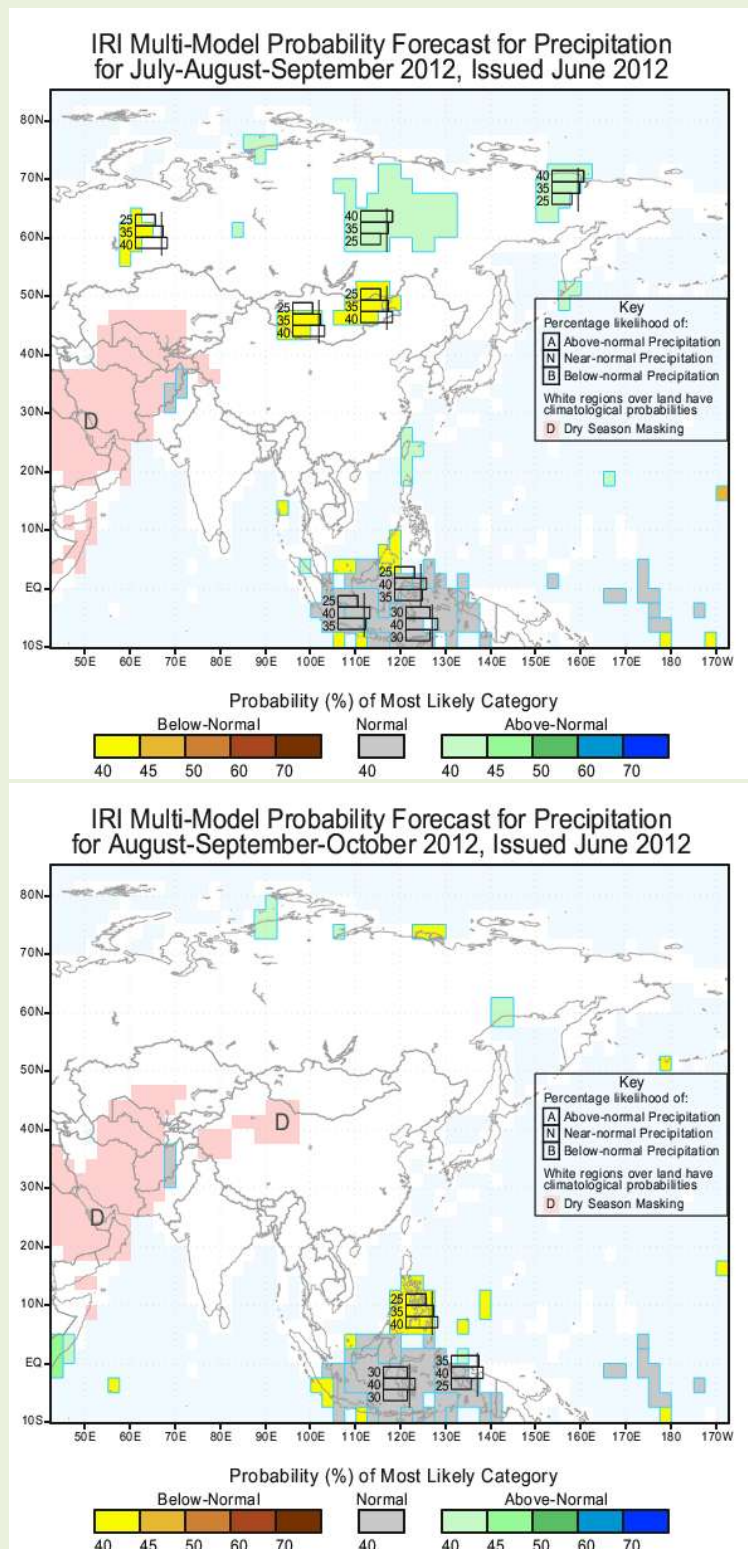 IRI Multi-Model Probability Forecast for Precipitation
for July-August-September 2012, Issued June 2012
80N
70N
60N
50N
40N
30N
20N
10N
EQ
10S
25
35
40
40
35
25
40
35
25
25
35
40
25
35
40
D
25
40
35
25
40
35
30
40
30
Key
Percentage likelihood of:
A Above-normal Precipitation
N Near-normal Precipitation
B Below-normal Precipitation
White regions over land have
climatological probabilities
D Dry Season Masking
50E 60E 70E 80E 90E 100E 110E 120E 130E 140E 150E 160E 170E 180 170W
Probability (%) of Most Likely Category
Below-Normal Normal Above-Normal
40 45 50 60 70 40 40 45 50 60 70
IRI Multi-Model Probability Forecast for Precipitation
for August-September-October 2012, Issued June 2012
80N
70N
60N
50N
40N
30N
20N
10N
EQ
10S
D
D
25
35
40
35
40
25
30
40
30
Key
Percentage likelihood of:
A Above-normal Precipitation
N Near-normal Precipitation
B Below-normal Precipitation
White regions over land have
climatological probabilities
D Dry Season Masking
50E 60E 70E 80E 90E 100E 110E 120E 130E 140E 150E 160E 170E 180 170W
Probability (%) of Most Likely Category
Below-Normal Normal Above-Normal
40 45 50 60 70 40 40 45 50 60 70